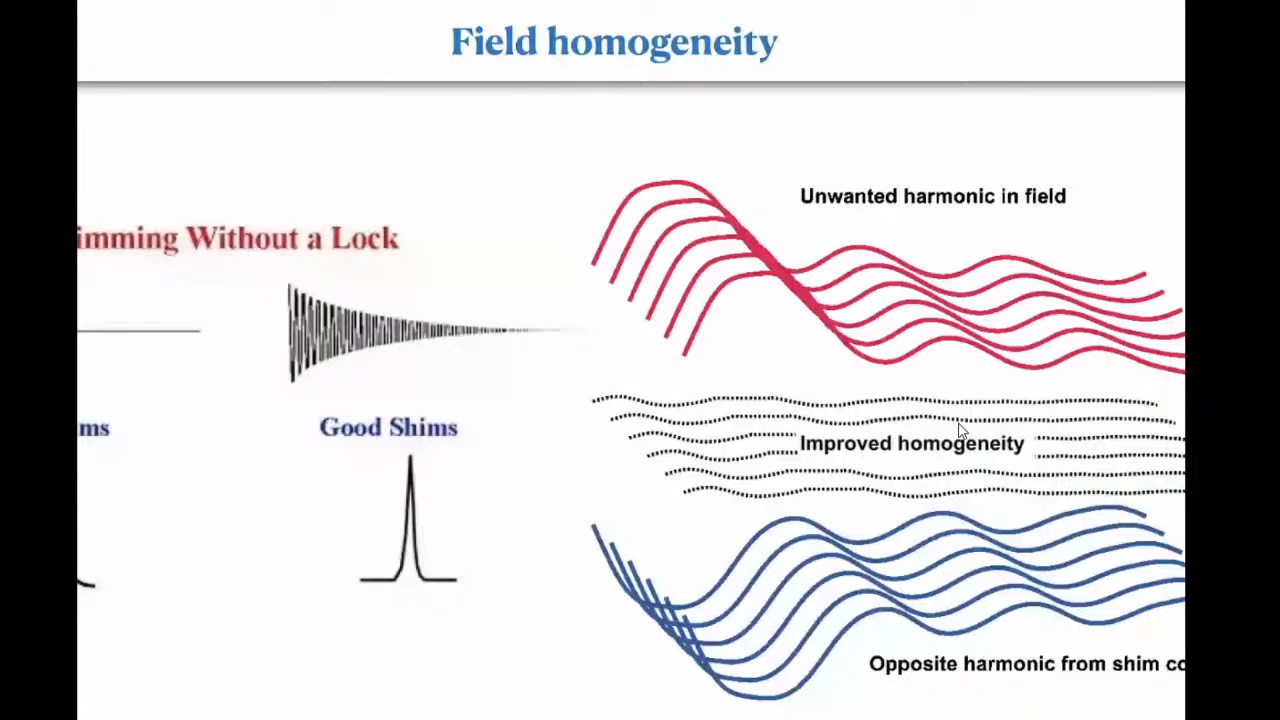 Field homogeneity
Unwanted harmonic in field
imming Without a Lock
ms
Good Shims
Improved homogeneity
Opposite harmonic from shim co